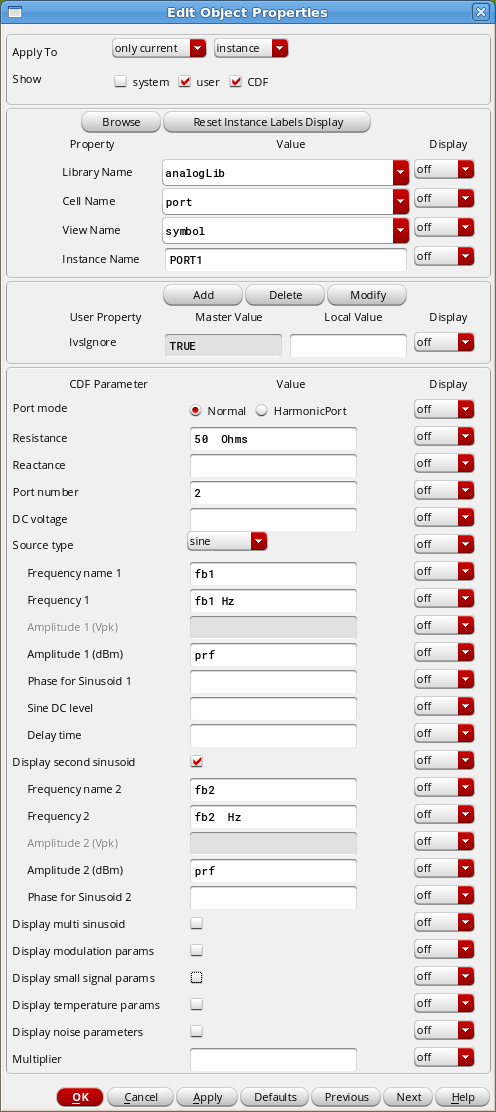 Edit Object Properties
Apply To only current instance
Show system user CDF
Browse Reset Instance Labels Display
Property Value Display
Library Name analogLib off
Cell Name port off
View Name symbol off
Instance Name PORT1 off
Add Delete Modify
User Property Master Value Local Value Display
lvsIgnore TRUE off
CDF Parameter Value Display
Port mode Normal HarmonicPort off
Resistance 50 Ohms off
Reactance off
Port number 2 off
DC voltage off
Source type sine off
Frequency name 1 fb1 off
Frequency 1 fb1 Hz off
Amplitude 1 (Vpk) off
Amplitude 1 (dBm) prf off
Phase for Sinusoid 1 off
Sine DC level off
Delay time off
Display second sinusoid off
Frequency name 2 fb2 off
Frequency 2 fb2 Hz off
Amplitude 2 (Vpk) off
Amplitude 2 (dBm) prf off
Phase for Sinusoid 2 off
Display multi sinusoid off
Display modulation params off
Display small signal params off
Display temperature params off
Display noise parameters off
Multiplier off
OK Cancel Apply Defaults Previous Next Help